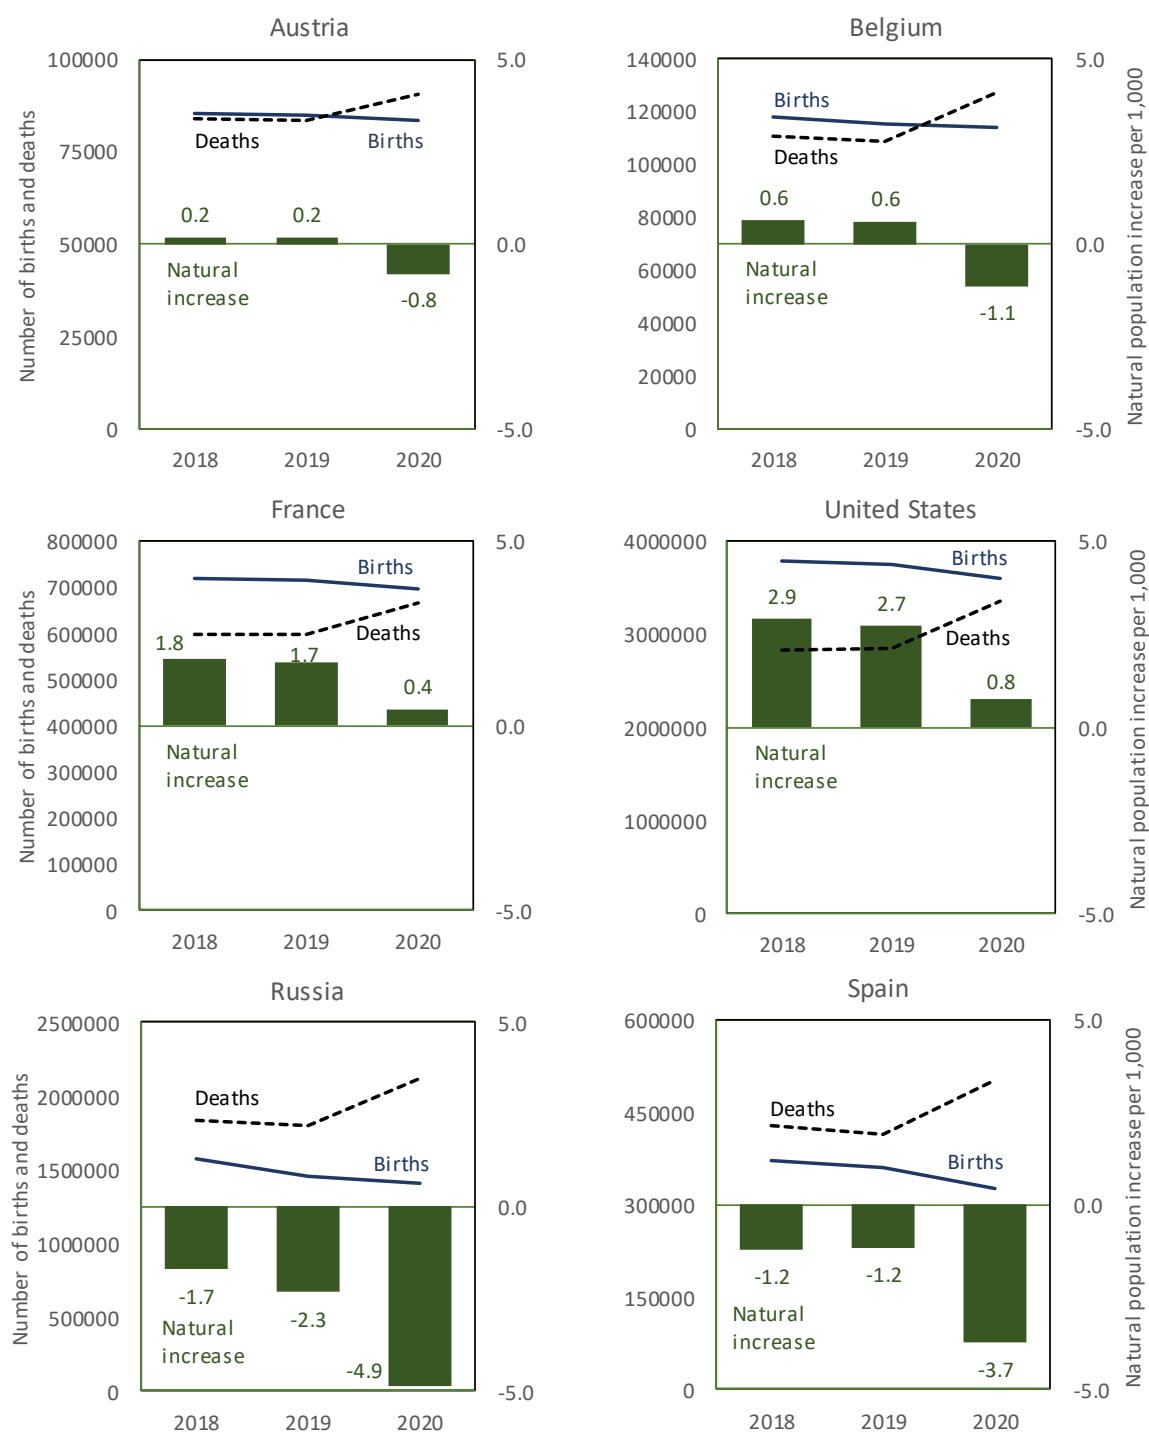 Austria
Number of births and deaths
100000
75000
50000
25000
0
5.0
0.0
-5.0
Deaths
Births
0.2
0.2
-0.8
Natural
increase
2018
2019
2020
Belgium
140000
120000
100000
80000
60000
40000
20000
0
5.0
0.0
-5.0
Natural population increase per 1,000
Births
Deaths
0.6
0.6
-1.1
Natural
increase
2018
2019
2020
France
Number of births and deaths
800000
700000
600000
500000
400000
300000
200000
100000
0
5.0
0.0
-5.0
Births
Deaths
1.8
1.7
0.4
Natural
increase
2018
2019
2020
United States
4000000
3000000
2000000
1000000
0
5.0
0.0
-5.0
Natural population increase per 1,000
Births
Deaths
2.9
2.7
0.8
Natural
increase
2018
2019
2020
Russia
Number of births and deaths
2500000
2000000
1500000
1000000
500000
0
5.0
0.0
-5.0
Deaths
Births
-1.7
-2.3
-4.9
Natural
increase
2018
2019
2020
Spain
600000
450000
300000
150000
0
5.0
0.0
-5.0
Natural population increase per 1,000
Deaths
Births
-1.2
-1.2
-3.7
Natural
increase
2018
2019
2020